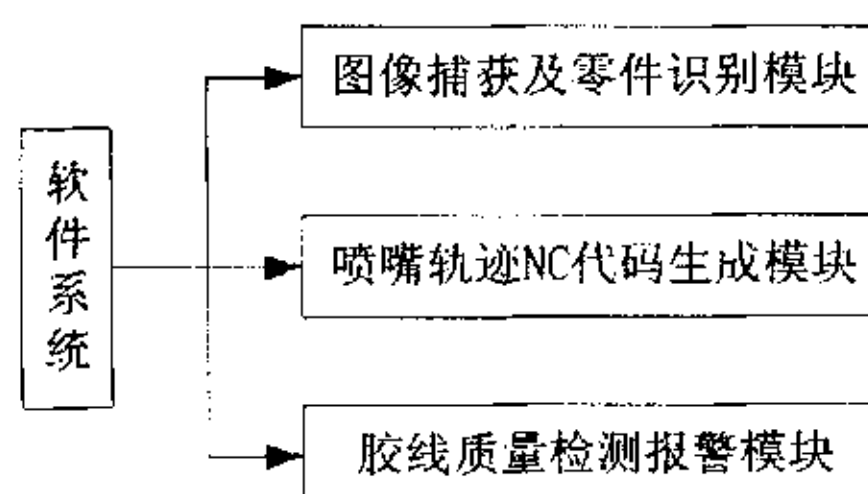 图像捕获及零件识别模块
软件系统
喷嘴轨迹NC代码生成模块
胶线质量检测报警模块